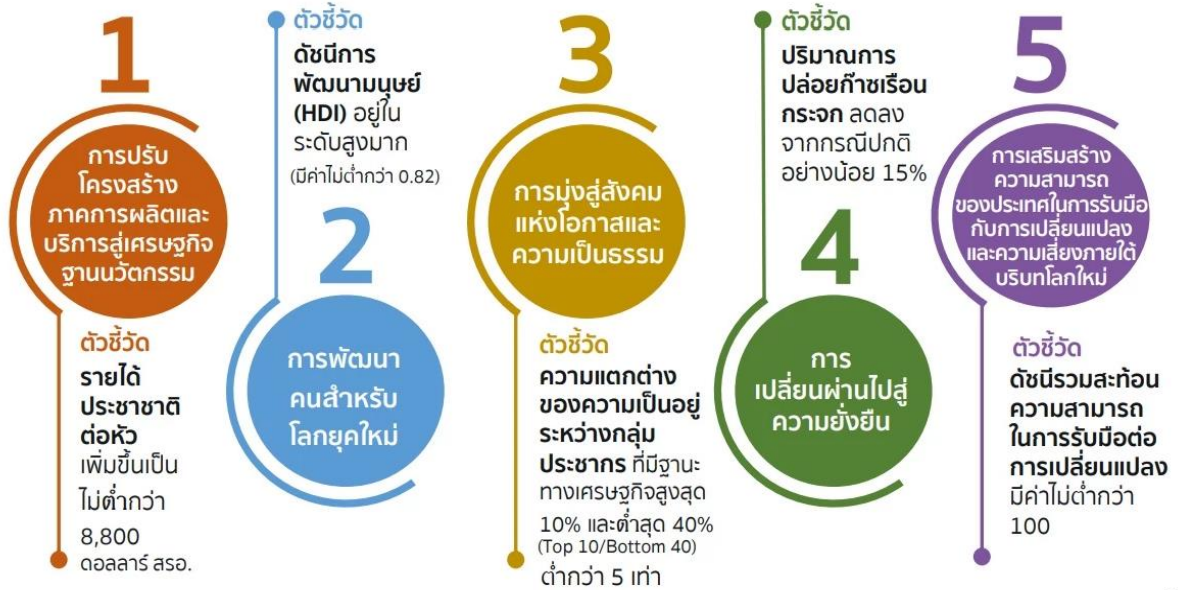 1
การปรับ
โครงสร้าง
ภาคการผลิตและ
บริการสู่เศรษฐกิจ
ฐานนวัตกรรม
ตัวชี้วัด
รายได้
ประชาชาติ
ต่อหัว
เพิ่มขึ้นเป็น
ไม่ต่ำกว่า
8,800
ดอลลาร์ สรอ.
ตัวชี้วัด
ดัชนีการ
พัฒนามนุษย์
(HDI) อยู่ใน
ระดับสูงมาก
(มีค่าไม่ต่ำกว่า 0.82)
2
การพัฒนา
คนสำหรับ
โลกยุคใหม่
3
การมุ่งสู่สังคม
แห่งโอกาสและ
ความเป็นธรรม
ตัวชี้วัด
ความแตกต่าง
ของความเป็นอยู่
ระหว่างกลุ่ม
ประชากร ที่มีฐานะ
ทางเศรษฐกิจสูงสุด
10% และต่ำสุด 40%
(Top 10/Bottom 40)
ต่ำกว่า 5 เท่า
ตัวชี้วัด
ปริมาณการ
ปล่อยก๊าซเรือน
กระจก ลดลง
จากกรณีปกติ
อย่างน้อย 15%
4
การ
เปลี่ยนผ่านไปสู่
ความยั่งยืน
5
การเสริมสร้าง
ความสามารถ
ของประเทศในการรับมือ
กับการเปลี่ยนแปลง
และความเสี่ยงภายใต้
บริบทโลกใหม่
ตัวชี้วัด
ดัชนีรวมสะท้อน
ความสามารถ
ในการรับมือต่อ
การเปลี่ยนแปลง
มีค่าไม่ต่ำกว่า
100